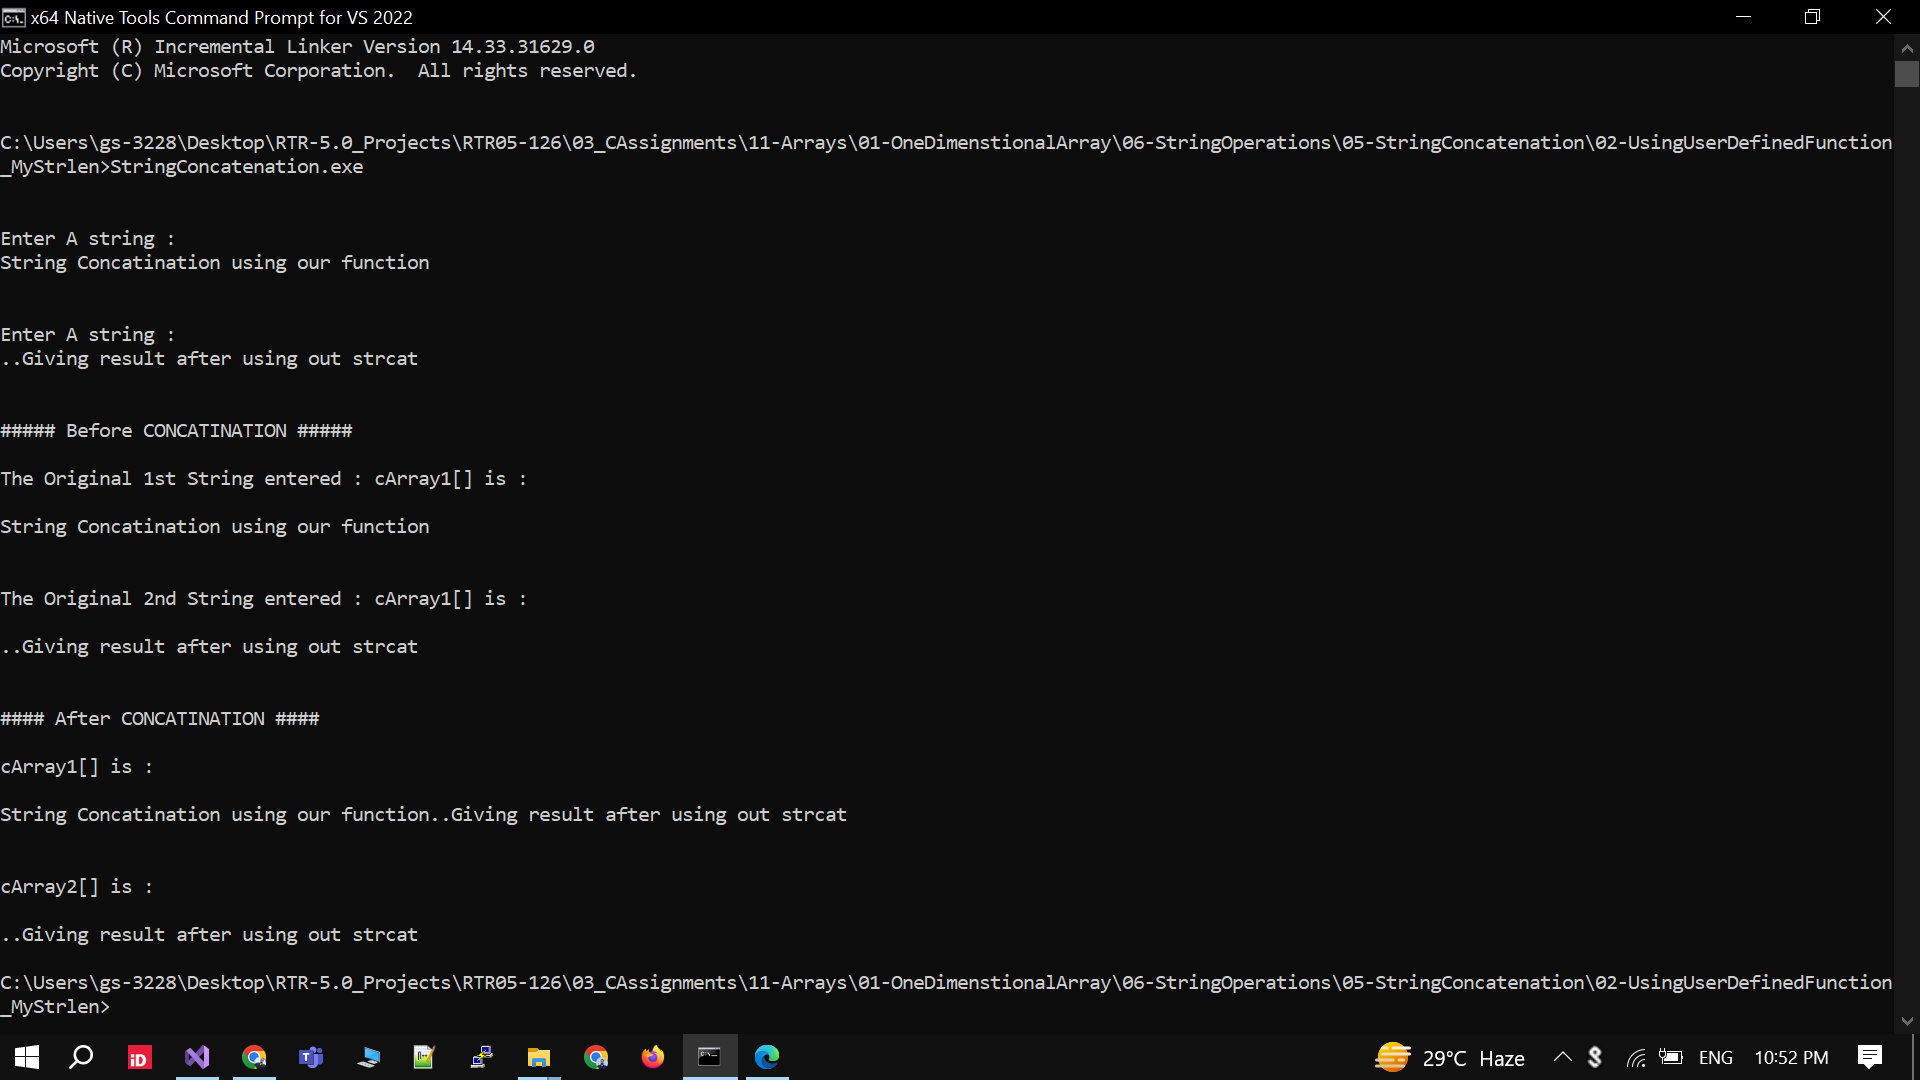 x64 Native Tools Command Prompt for VS 2022
Microsoft (R) Incremental Linker Version 14.33.31629.0
Copyright (C) Microsoft Corporation.  All rights reserved.
C:\Users\gs-3228\Desktop\RTR-5.0_Projects\RTR05-126\03_CAssignments\11-Arrays\01-OneDimenstionalArray\06-StringOperations\05-StringConcatenation\02-UsingUserDefinedFunction
_MyStrlen>StringConcatenation.exe
Enter A string :
String Concatination using our function
Enter A string :
..Giving result after using out strcat
##### Before CONCATINATION #####
The Original 1st String entered : cArray1[] is :
String Concatination using our function
The Original 2nd String entered : cArray1[] is :
..Giving result after using out strcat
#### After CONCATINATION ####
cArray1[] is :
String Concatination using our function..Giving result after using out strcat
cArray2[] is :
..Giving result after using out strcat
C:\Users\gs-3228\Desktop\RTR-5.0_Projects\RTR05-126\03_CAssignments\11-Arrays\01-OneDimenstionalArray\06-StringOperations\05-StringConcatenation\02-UsingUserDefinedFunction
_MyStrlen>
29°C Haze ENG 10:52 PM